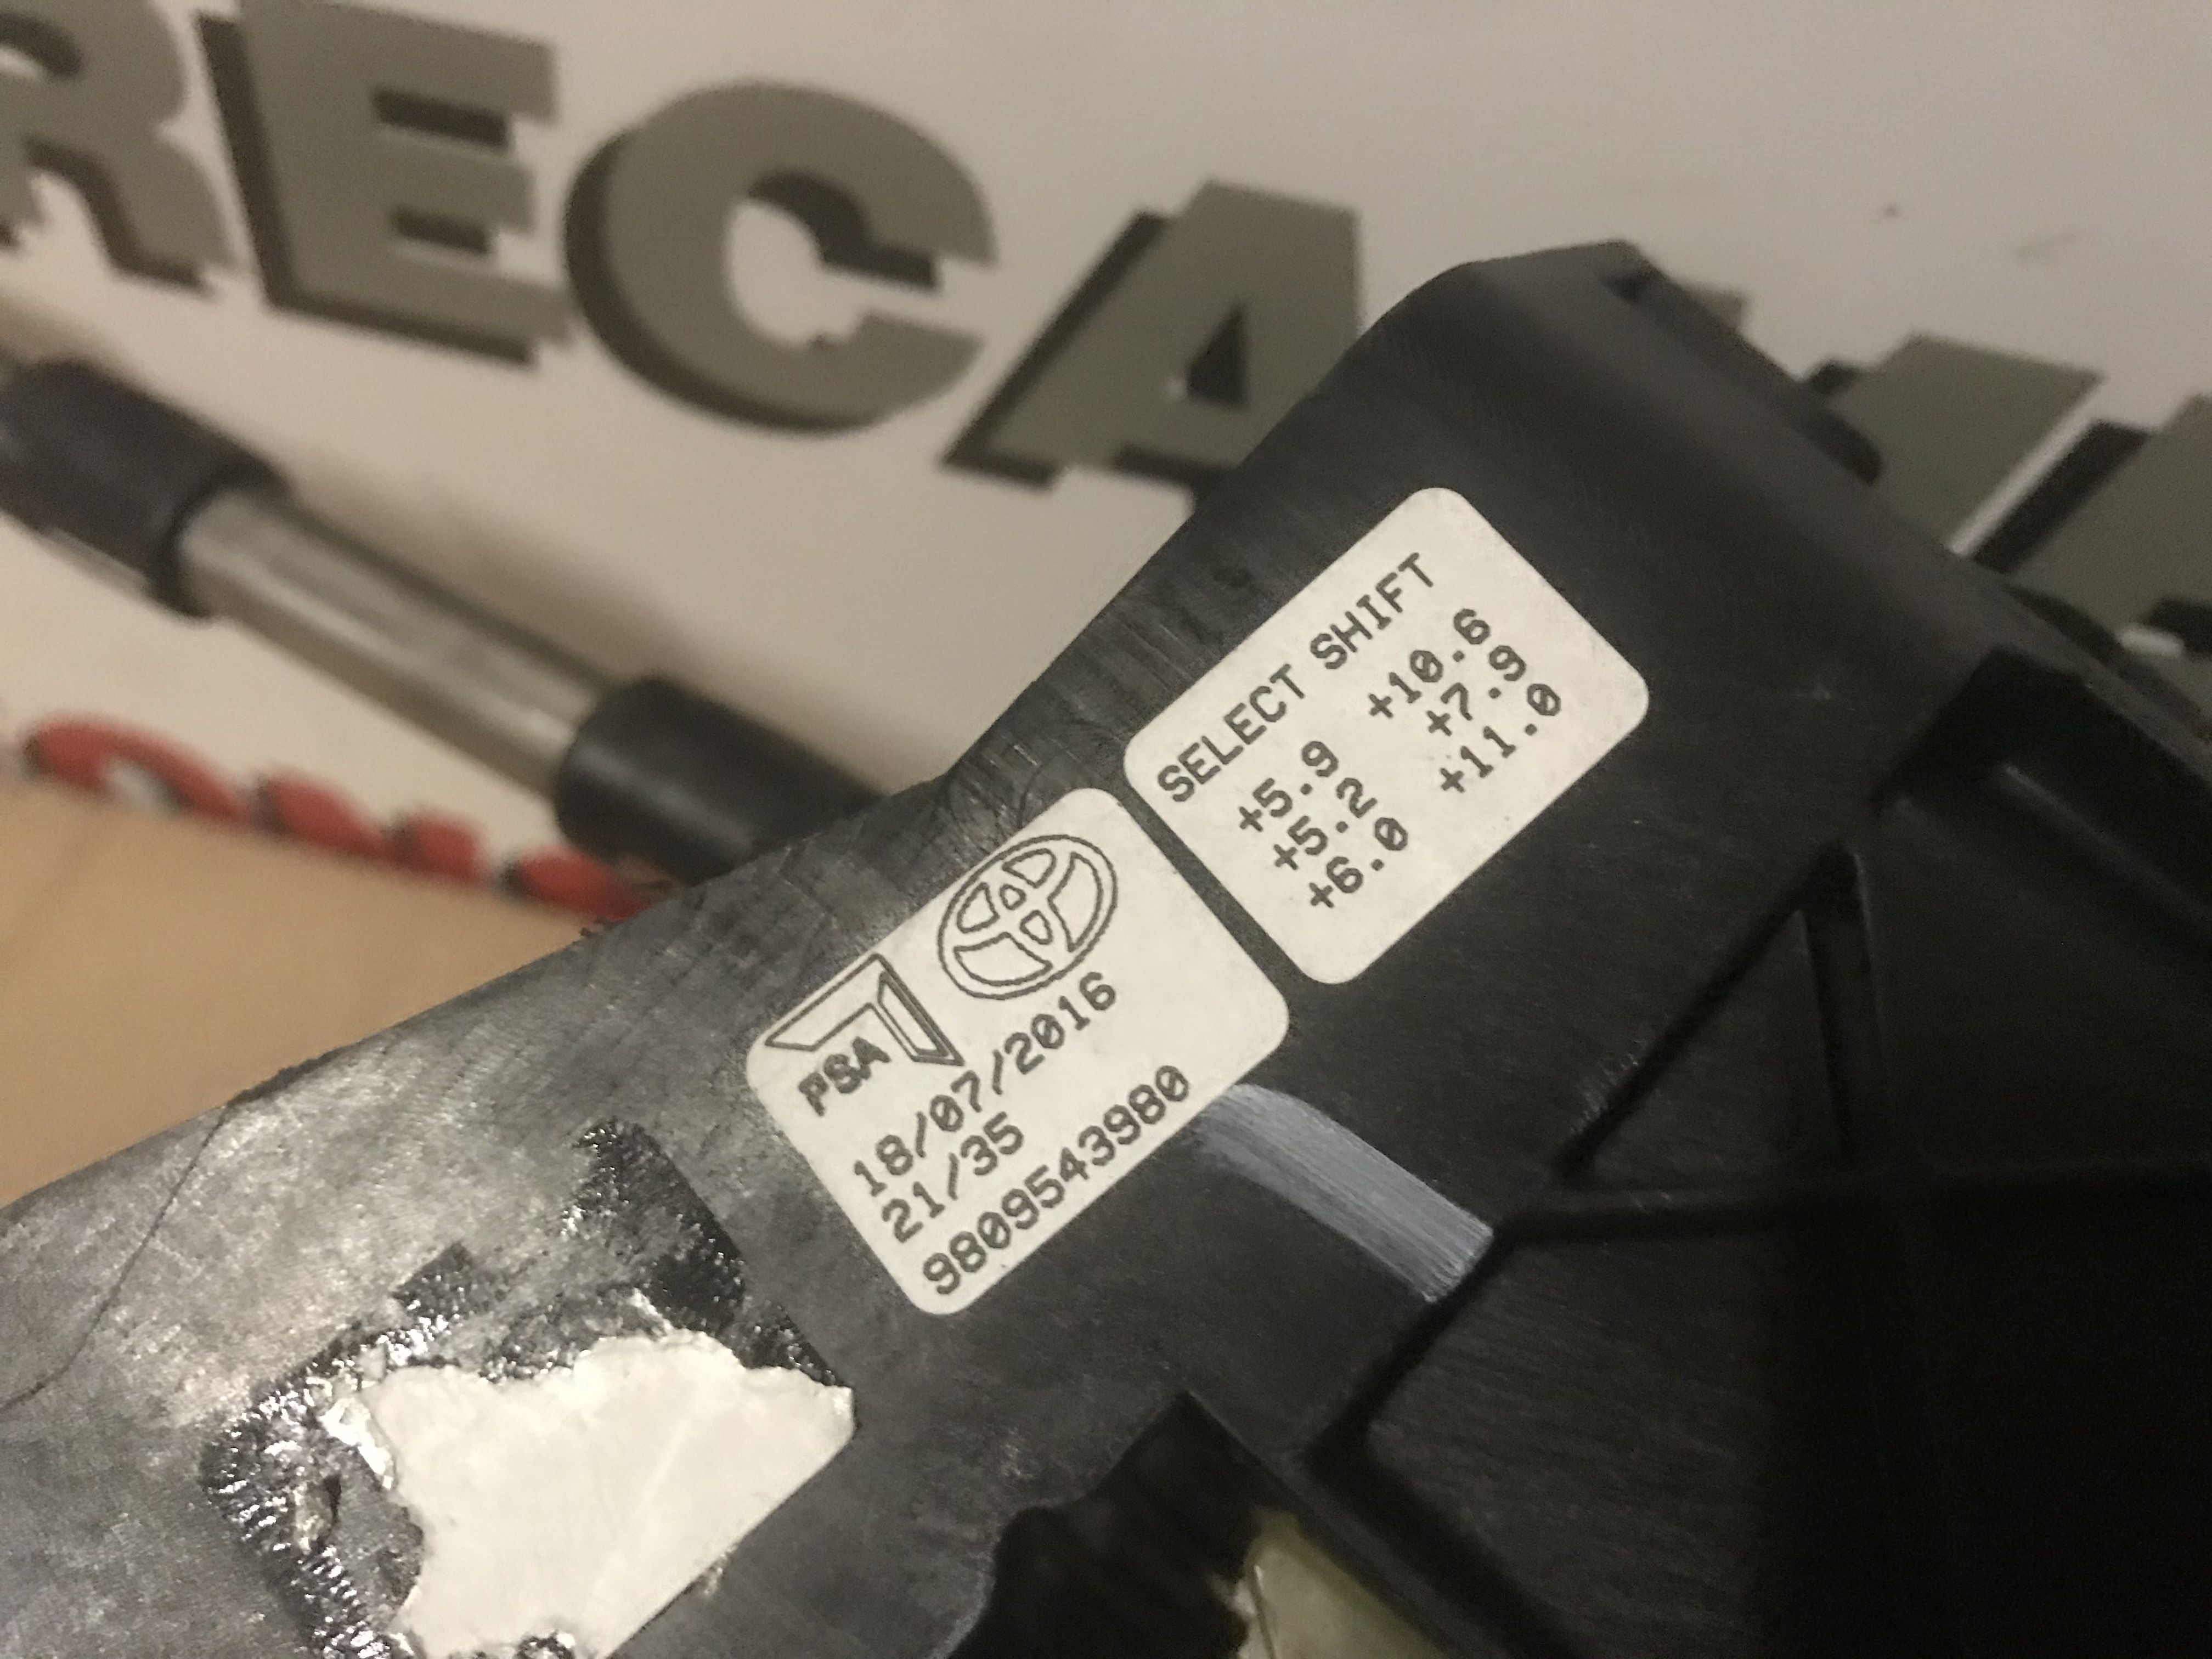 RECA
SELECT SHIFT
+5.9 +10.6
+5.2 +7.9
+6.0 +11.0
PSA
18/07/2016
21/35
9809543980